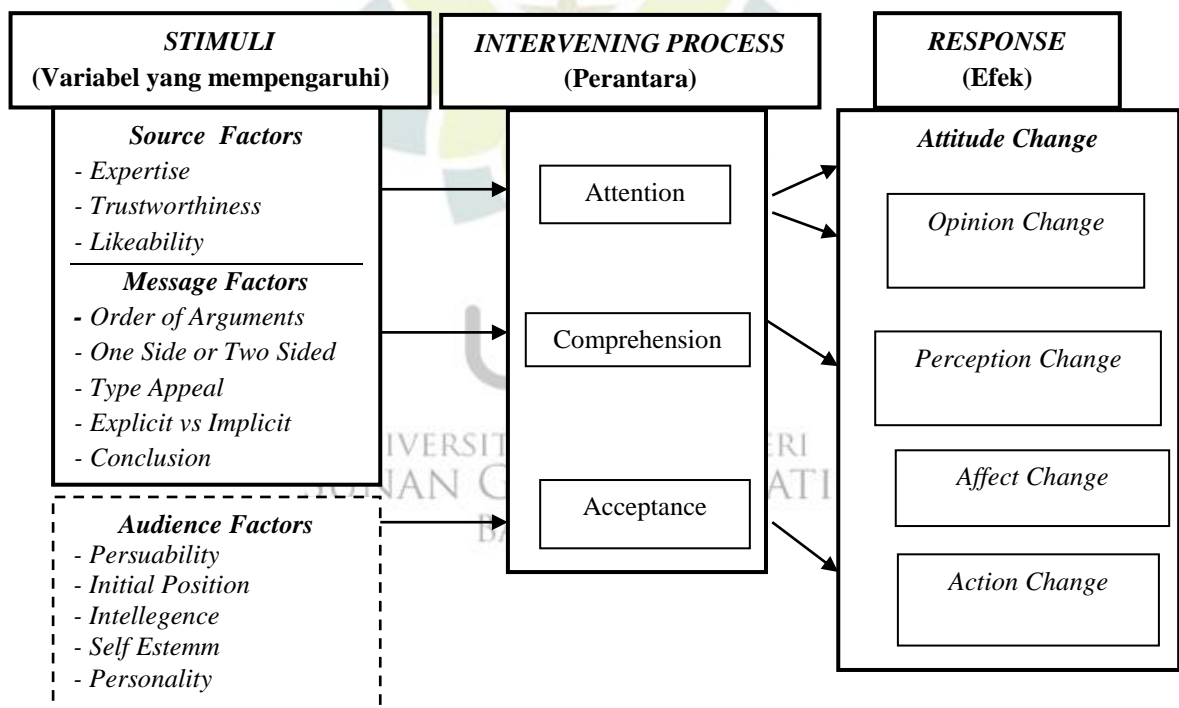 STIMULI
(Variabel yang mempengaruhi)
Source Factors
- Expertise
- Trustworthiness
- Likeability
Message Factors
- Order of Arguments
- One Side or Two Sided
- Type Appeal
- Explicit vs Implicit
- Conclusion
Audience Factors
- Persuability
- Initial Position
- Intellegence
- Self Estemm
- Personality
INTERVENING PROCESS
(Perantara)
Attention
Comprehension
Acceptance
RESPONSE
(Efek)
Attitude Change
Opinion Change
Perception Change
Affect Change
Action Change